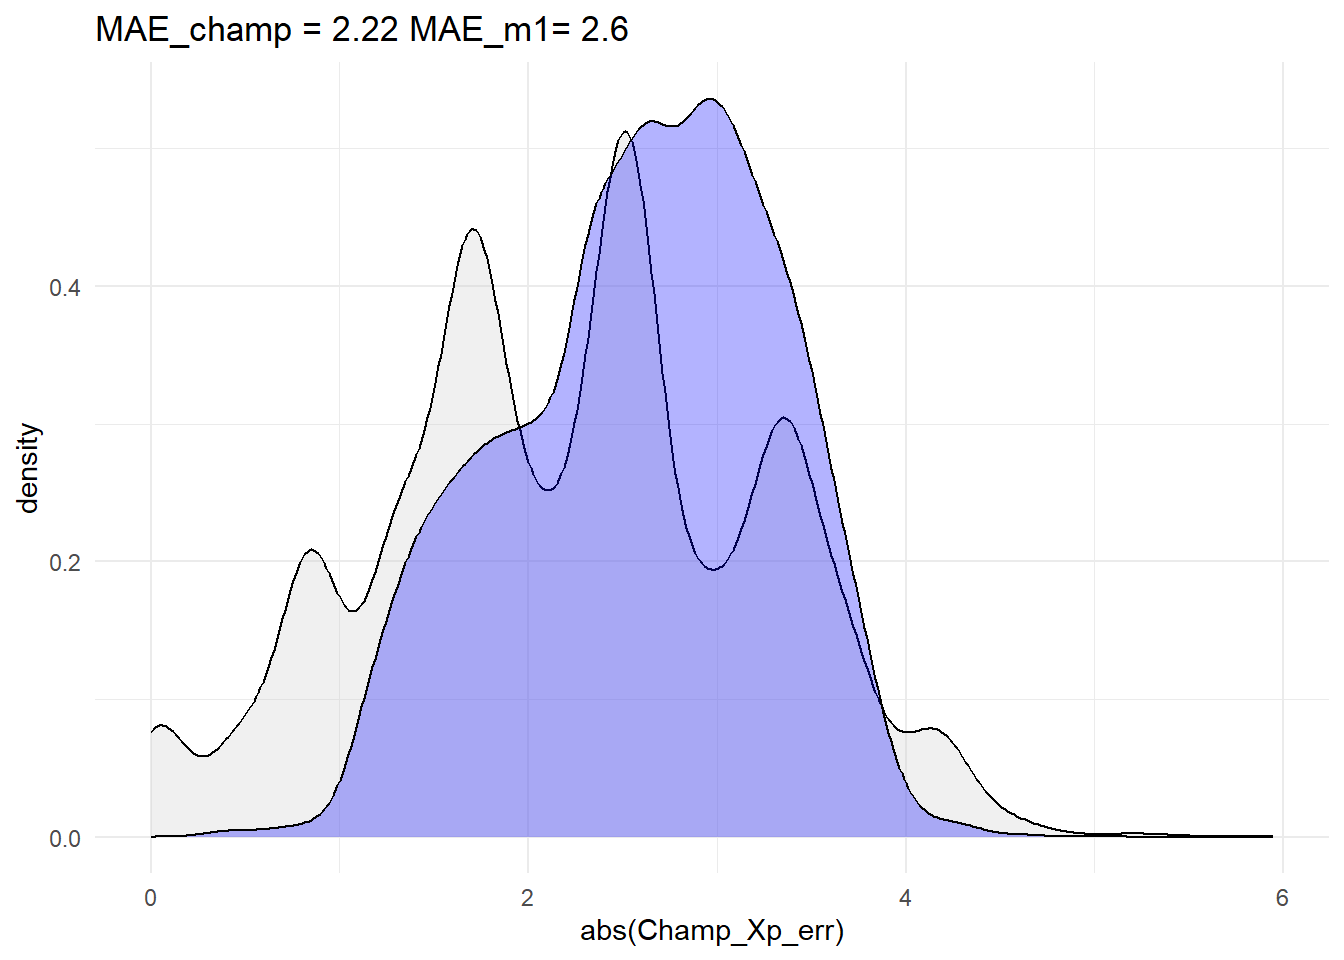 MAE_champ = 2.22 MAE_m1= 2.6
density
0.4
0.2
0.0
0 2 4 6
abs(Champ_Xp_err)